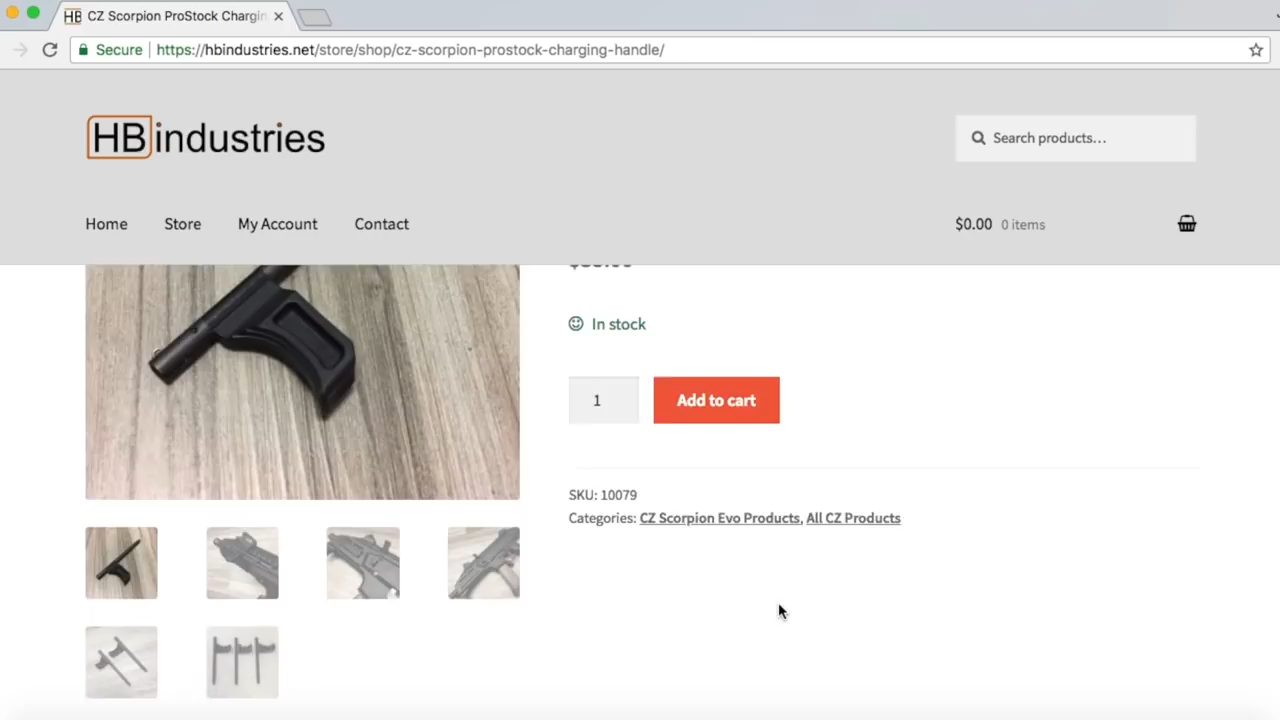 HB CZ Scorpion ProStock Chargin
Secure https://hbindustries.net/store/shop/cz-scorpion-prostock-charging-handle/
HBindustries
Search products...
Home Store My Account Contact $0.00 0 items
In stock
1 Add to cart
SKU: 10079
Categories: CZ Scorpion Evo Products, All CZ Products